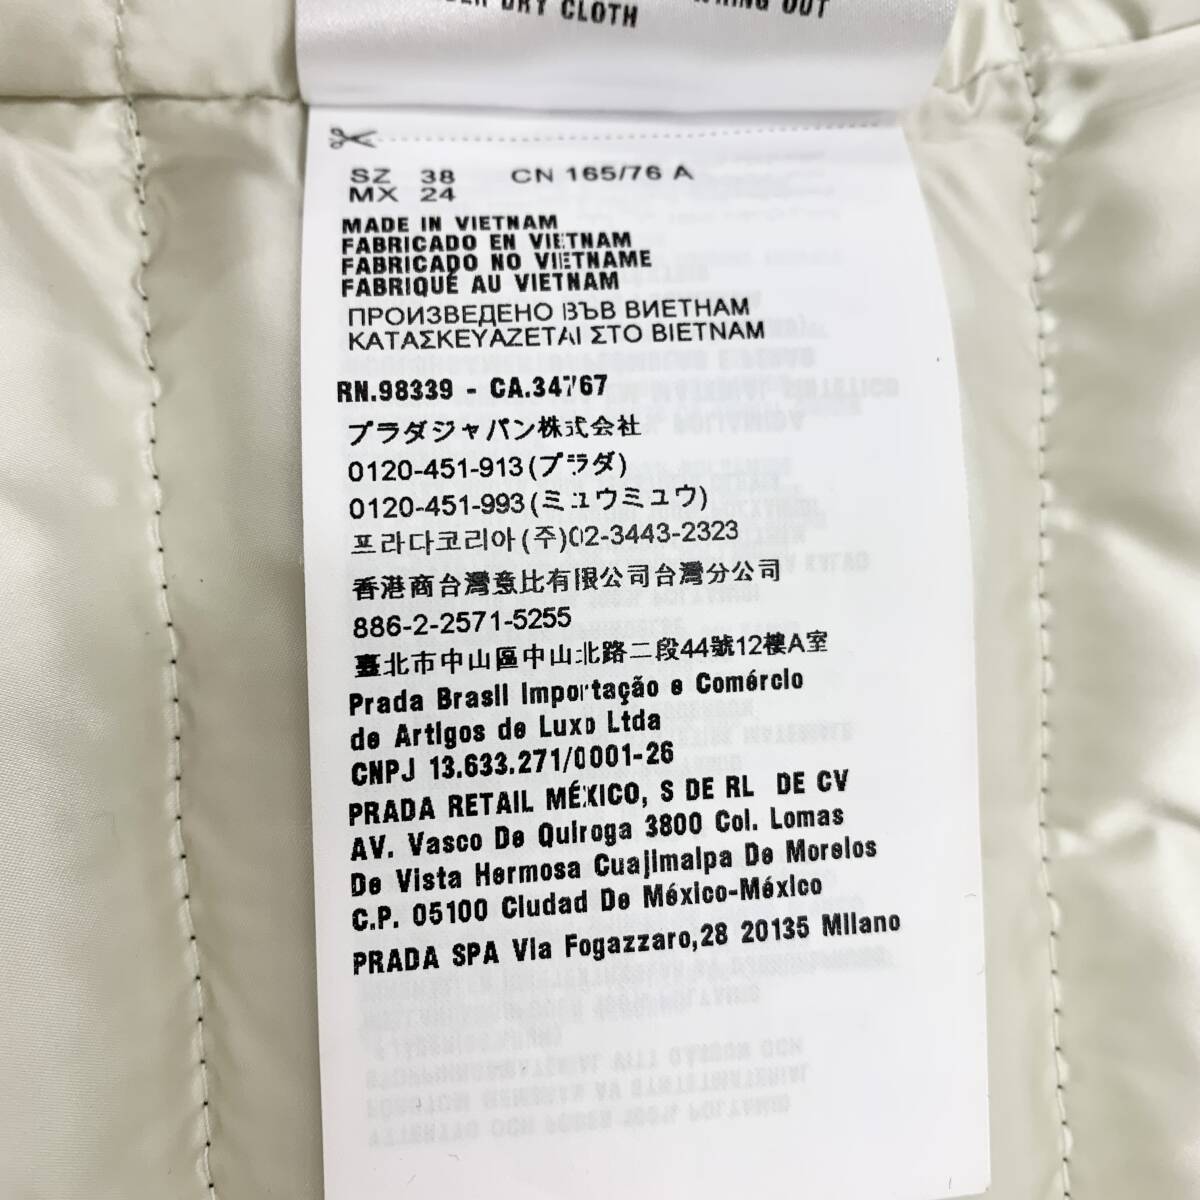 DRY CLOTH
OUT
SZ 38 CN 165/76 A
MX 24
MADE IN VIETNAM
FABRICADO EN VIETNAM
FABRICADO NO VIETNAME
FABRIQUÉ AU VIETNAM
ПРОИЗВЕДЕНО ВЪВ ВИЕТНАМ
ΚΑΤΑΣΚΕΥΑΖΕΤΑΙ ΣΤΟ ΒΙΕΤΝΑΜ
RN.98339 - CA.34767
プラダジャパン株式会社
0120-451-913(プラダ)
0120-451-993(ミュウミュウ)
프라다코리아(주)02-3443-2323
香港商台灣意比有限公司台灣分公司
886-2-2571-5255
臺北市中山區中山北路二段44號12樓A室
Prada Brasil Importação e Comércio
de Artigos de Luxo Ltda
CNPJ 13.633.271/0001-26
PRADA RETAIL MÉXICO, S DE RL DE CV
AV. Vasco De Quiroga 3800 Col. Lomas
De Vista Hermosa Cuajimalpa De Morelos
C.P. 05100 Ciudad De México-México
PRADA SPA Via Fogazzaro,28 20135 Milano